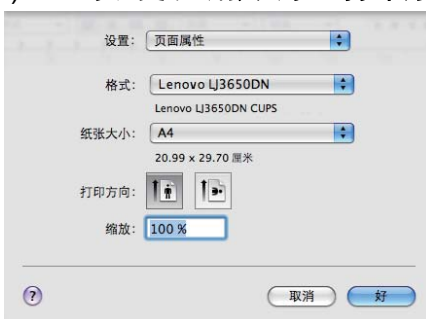 设置： 页面属性
格式： Lenovo LJ3650DN
Lenovo LJ3650DN CUPS
纸张大小： A4
20.99 x 29.70 厘米
打印方向：
缩放： 100 %
? 取消 好